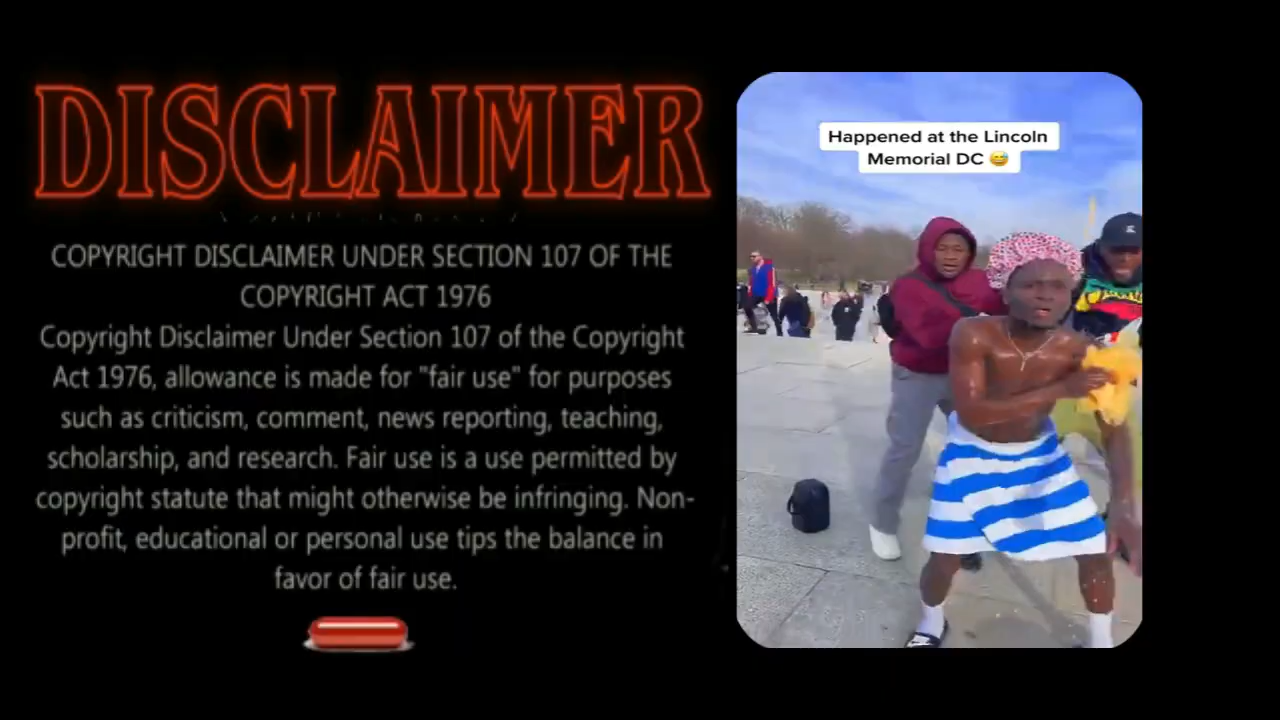 DISCLAIMER
COPYRIGHT DISCLAIMER UNDER SECTION 107 OF THE
COPYRIGHT ACT 1976
Copyright Disclaimer Under Section 107 of the Copyright
Act 1976, allowance is made for "fair use" for purposes
such as criticism, comment, news reporting, teaching,
scholarship, and research. Fair use is a use permitted by
copyright statute that might otherwise be infringing. Non-
profit, educational or personal use tips the balance in
favor of fair use.
Happened at the Lincoln
Memorial DC 😅